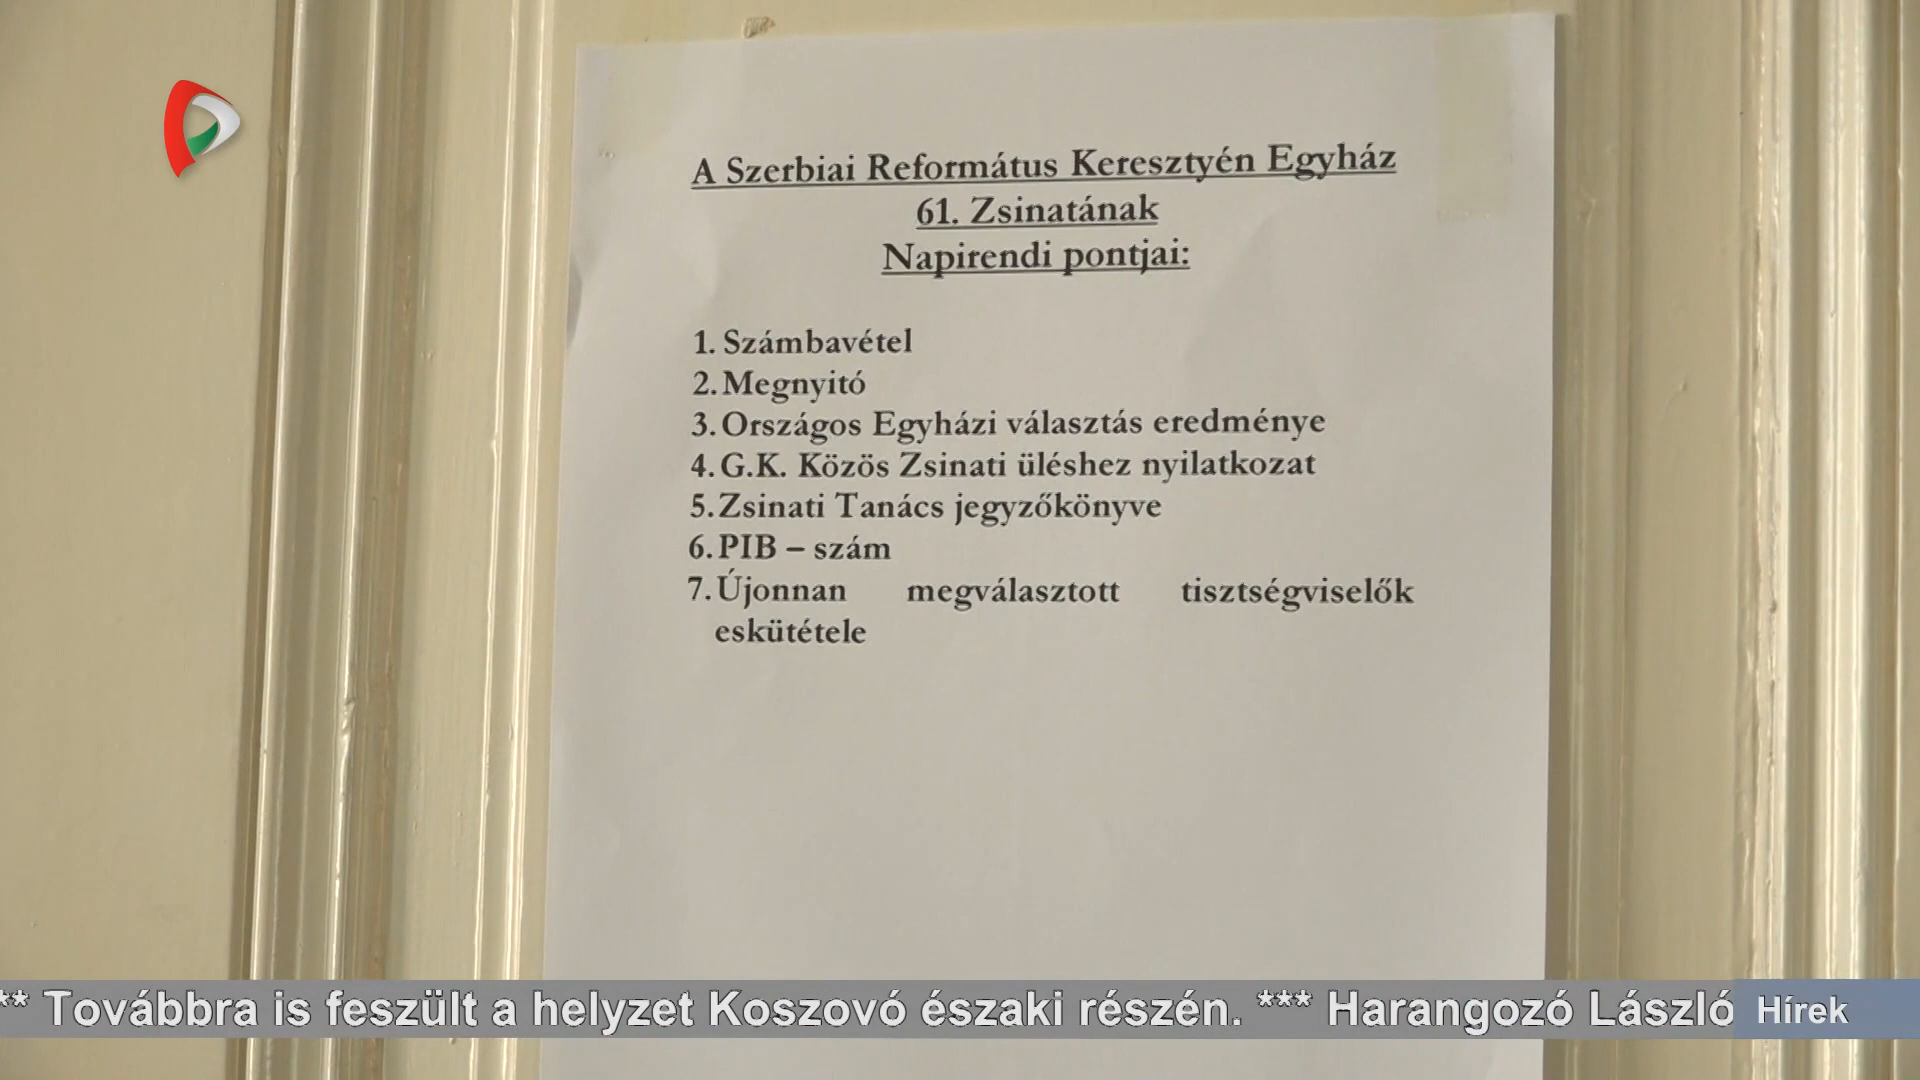 A Szerbiai Református Keresztyén Egyház
61. Zsinatának
Napirendi pontjai:
1. Számbavétel
2. Megnyitó
3. Országos Egyházi választás eredménye
4. G.K. Közös Zsinati üléshez nyilatkozat
5. Zsinati Tanács jegyzőkönyve
6. PIB – szám
7. Újonnan megválasztott tisztségviselők
eskütétele
** Továbbra is feszült a helyzet Koszovó északi részén. *** Harangozó László
Hírek